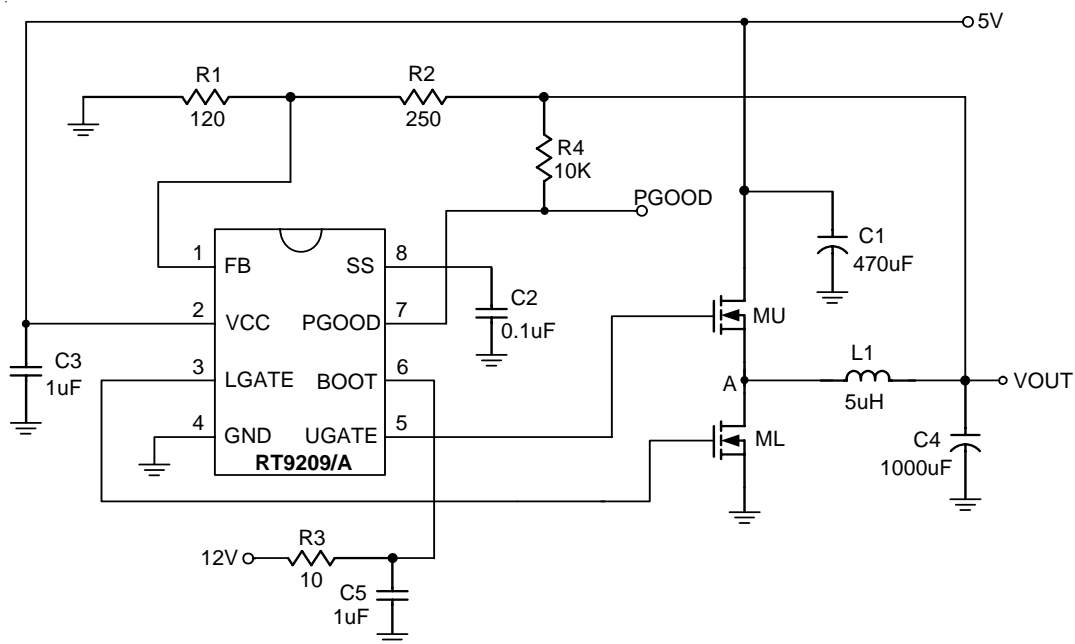 5V
R1
120
R2
250
R4
10K
PGOOD
C1
470uF
1
FB
SS
8
2
VCC
PGOOD
7
C2
0.1uF
MU
C3
1uF
3
LGATE
BOOT
6
A
L1
5uH
VOUT
4
GND
UGATE
5
RT9209/A
ML
C4
1000uF
12V
R3
10
C5
1uF